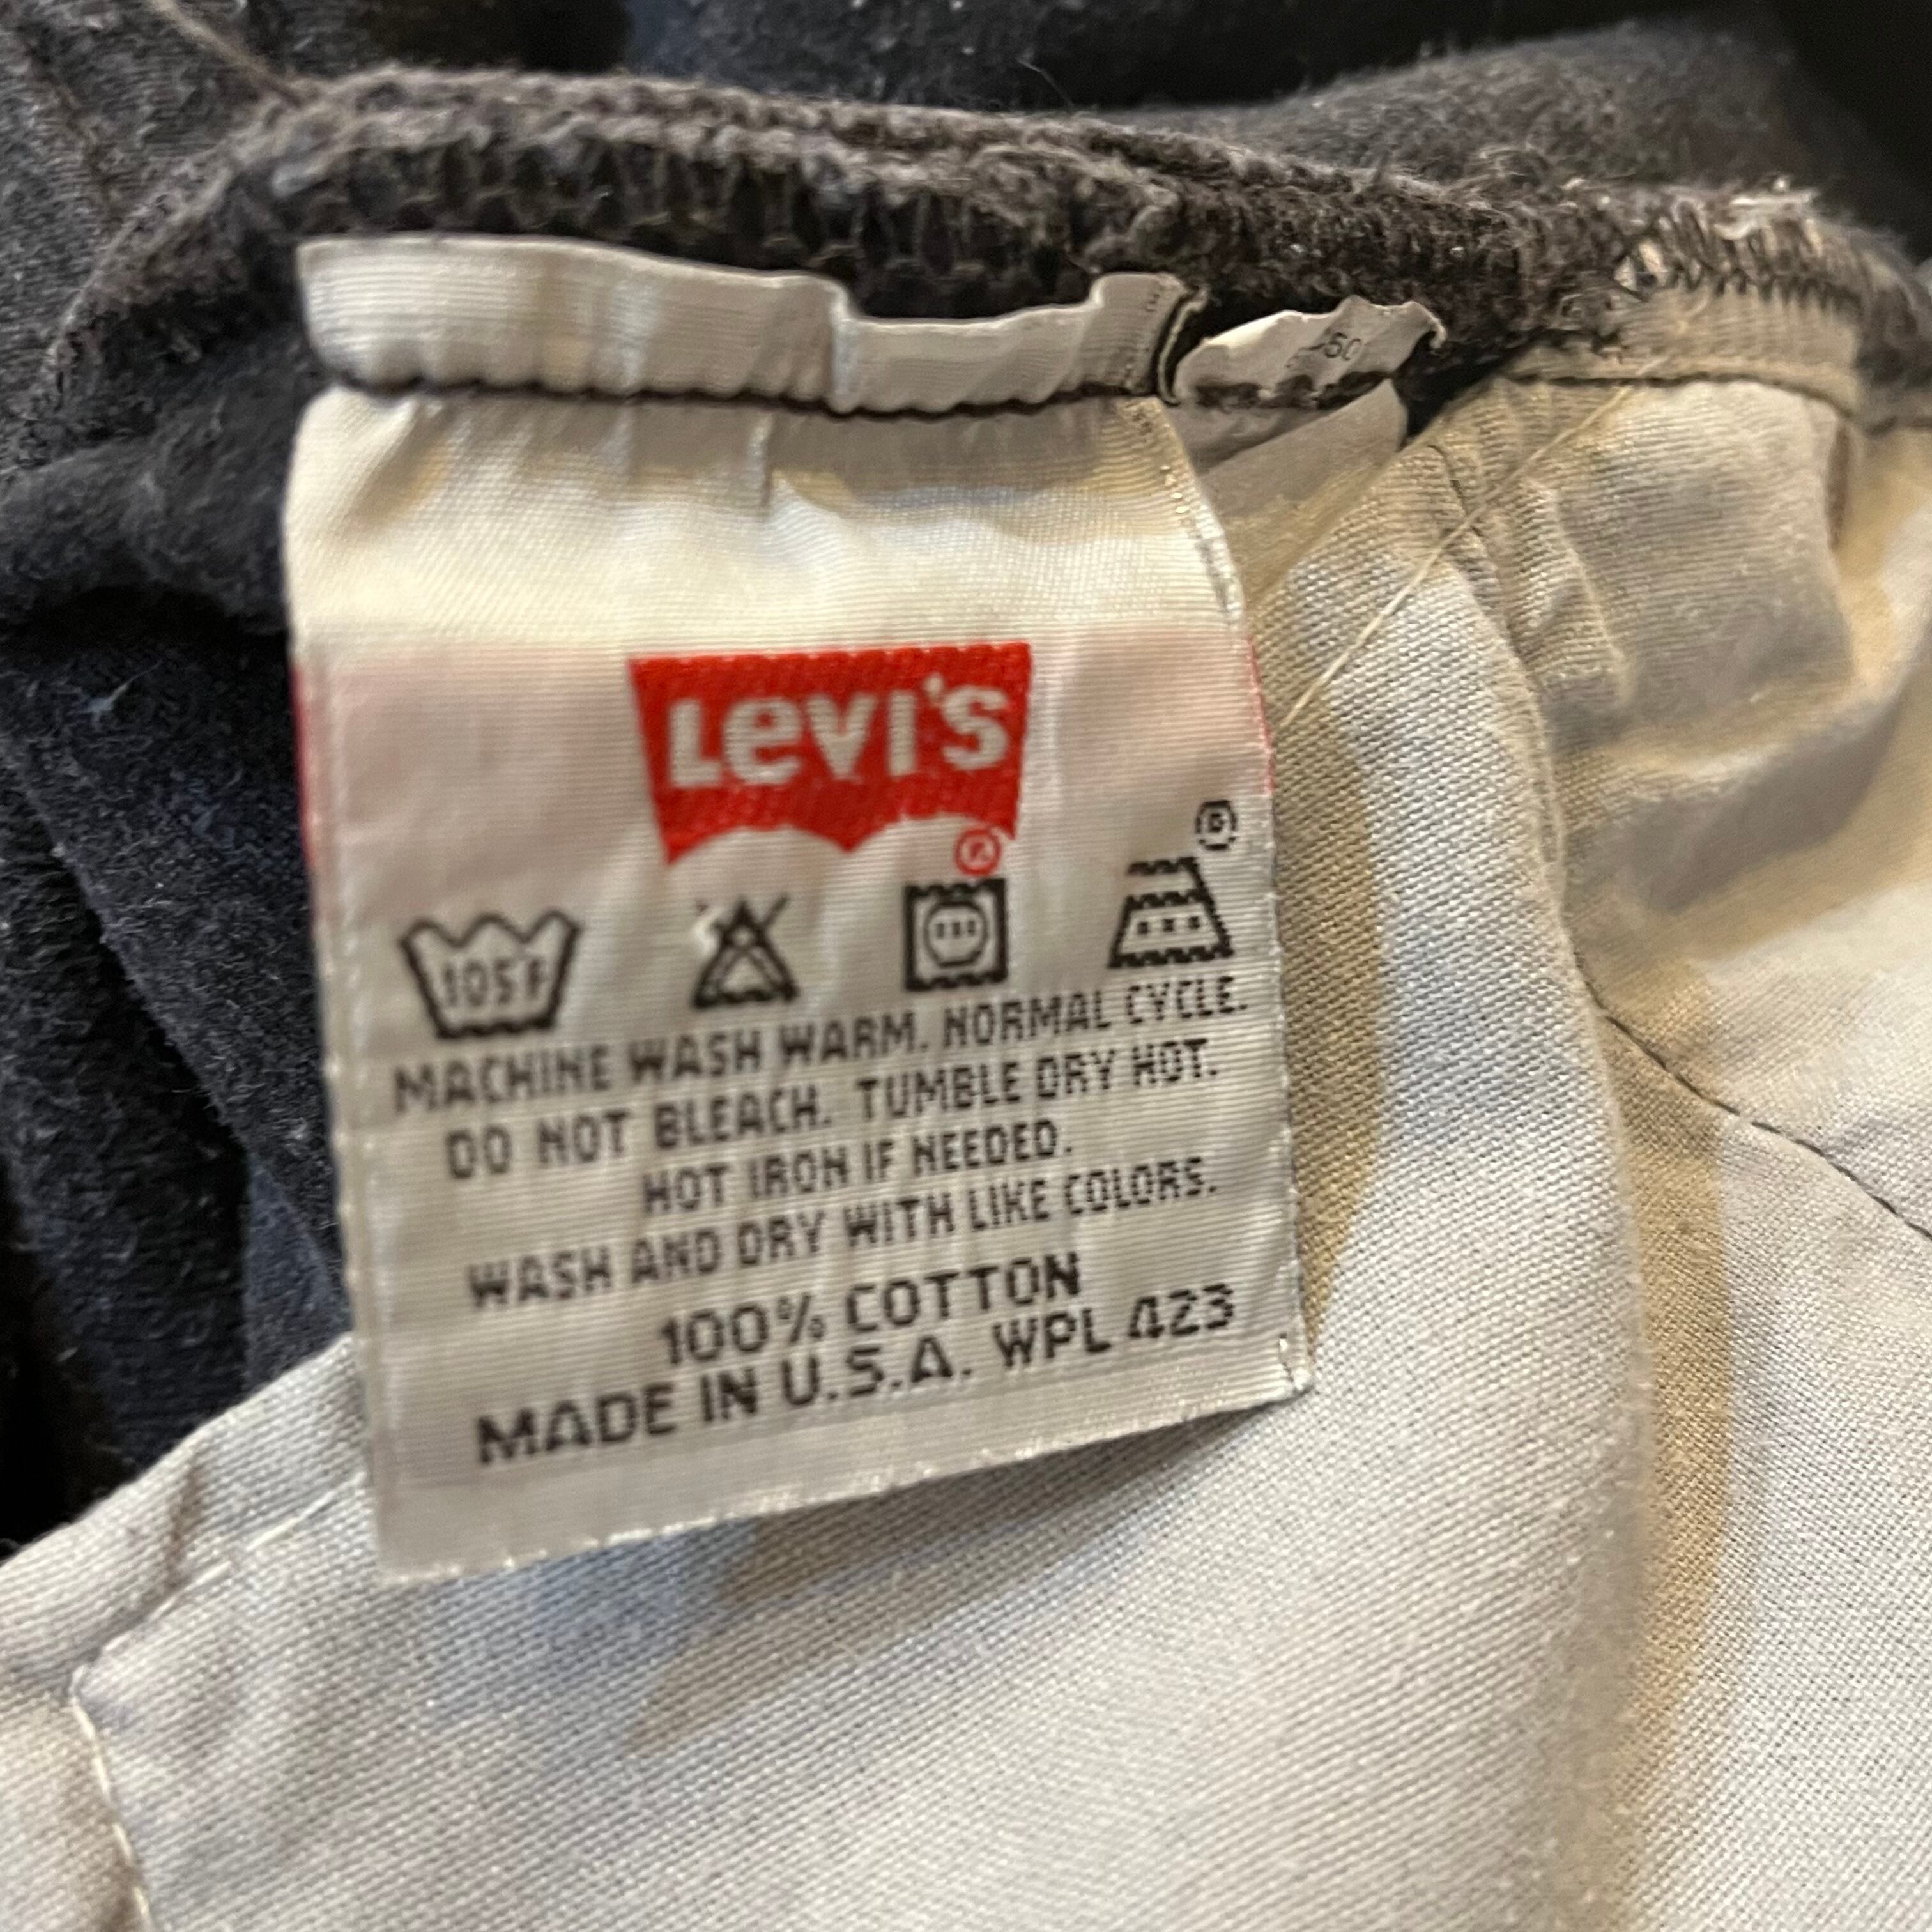 LEVI'S
105F
MACHINE WASH WARM. NORMAL CYCLE.
DO NOT BLEACH. TUMBLE DRY HOT.
HOT IRON IF NEEDED.
WASH AND DRY WITH LIKE COLORS.
100% COTTON
MADE IN U.S.A. WPL 423